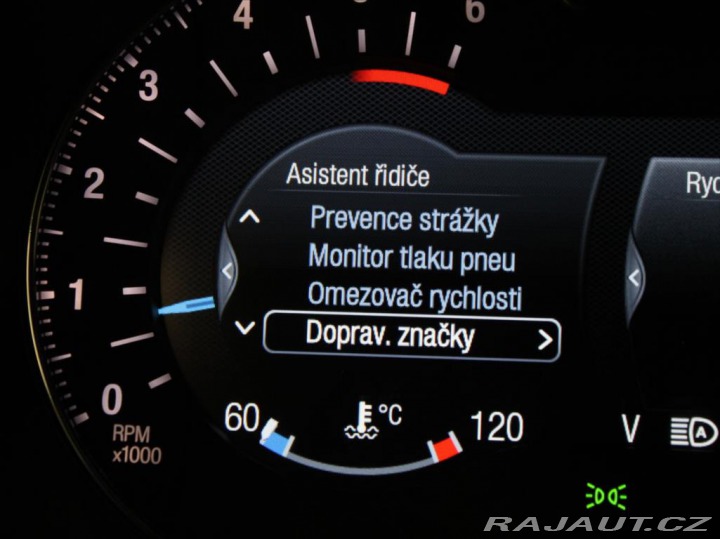 4
6
3
2
1
0
RPM
x1000
Asistent řidiče
Prevence strážky
Monitor tlaku pneu
Omezovač rychlosti
Doprav. značky
60
°C
120
V
A
RAJAUT.CZ